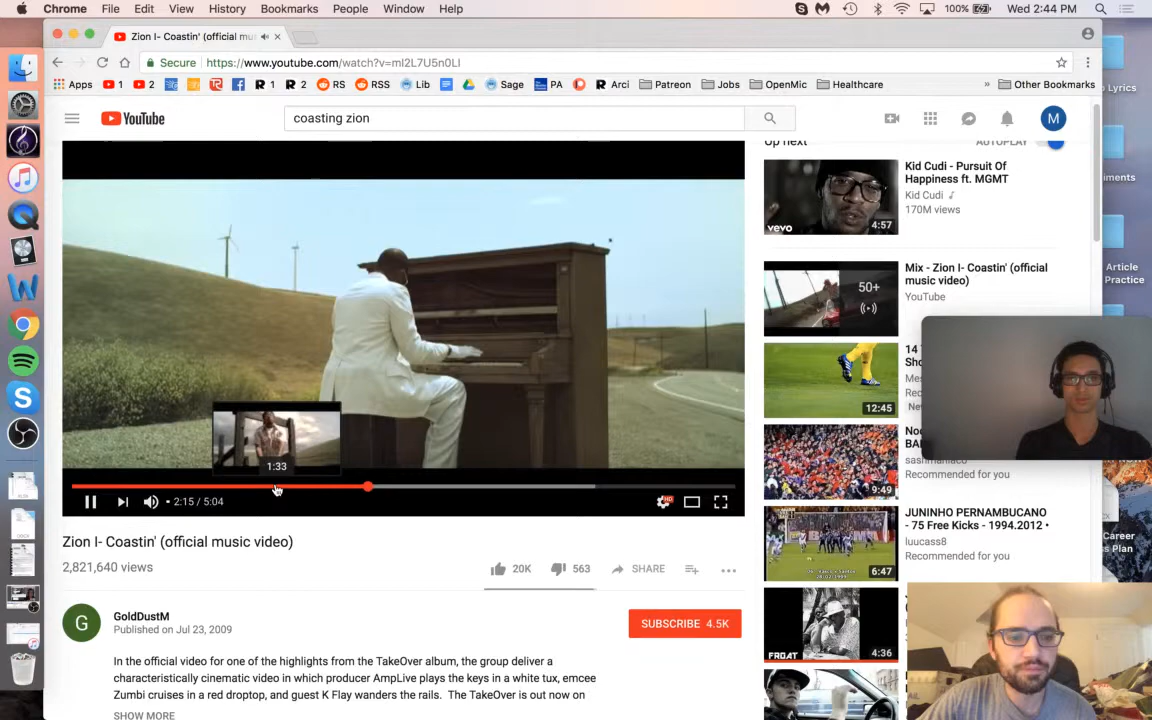 Chrome File Edit View History Bookmarks People Window Help 100% Wed 2:44 PM
Zion I- Coastin' (official mu
Secure https://www.youtube.com/watch?v=mI2L7U5n0LI
Apps 1 2 1 2 RS RSS Lib Sage PA Arci Patreon Jobs OpenMic Healthcare » Other Bookmarks
YouTube coasting zion M
Lyrics
Up next AUTOPLAY
Kid Cudi - Pursuit Of
Happiness ft. MGMT
Kid Cudi
170M views
vevo 4:57
Mix - Zion I- Coastin' (official
music video)
YouTube
50+
Article
Practice
14
12:45
9:49
Recommended for you
JUNINHO PERNAMBUCANO
- 75 Free Kicks - 1994.2012 •
luucass8
Recommended for you
6:47
Career
s Plan
4:36
1:33
2:15 / 5:04 HD
Zion I- Coastin' (official music video)
2,821,640 views
20K 563 SHARE
G GoldDustM
Published on Jul 23, 2009
SUBSCRIBE 4.5K
In the official video for one of the highlights from the TakeOver album, the group deliver a
characteristically cinematic video in which producer AmpLive plays the keys in a white tux, emcee
Zumbi cruises in a red droptop, and guest K Flay wanders the rails. The TakeOver is out now on
SHOW MORE